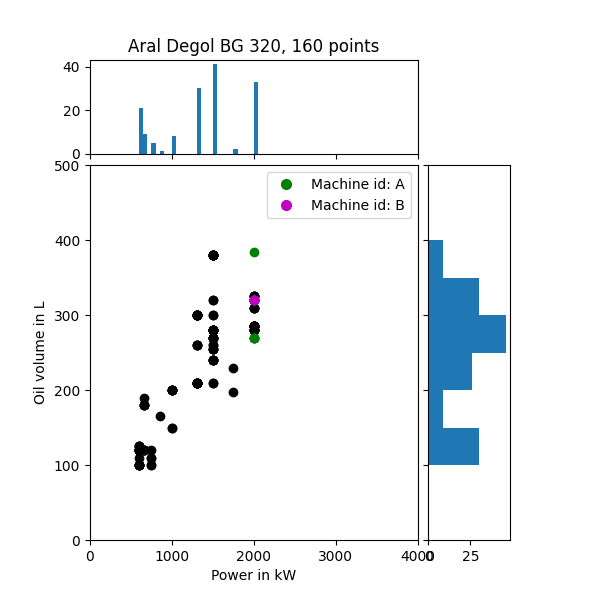 Aral Degol BG 320, 160 points
40
20
0
500
400
300
200
100
0
Oil volume in L
Machine id: A
Machine id: B
0 1000 2000 3000 4000
0 25
Power in kW